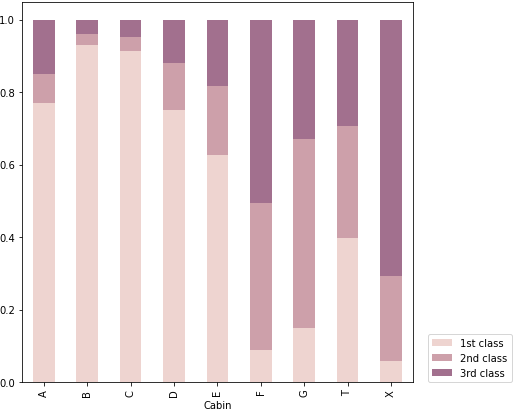 1.0
0.8
0.6
0.4
0.2
0.0
A B C D E F G T X
Cabin
1st class
2nd class
3rd class